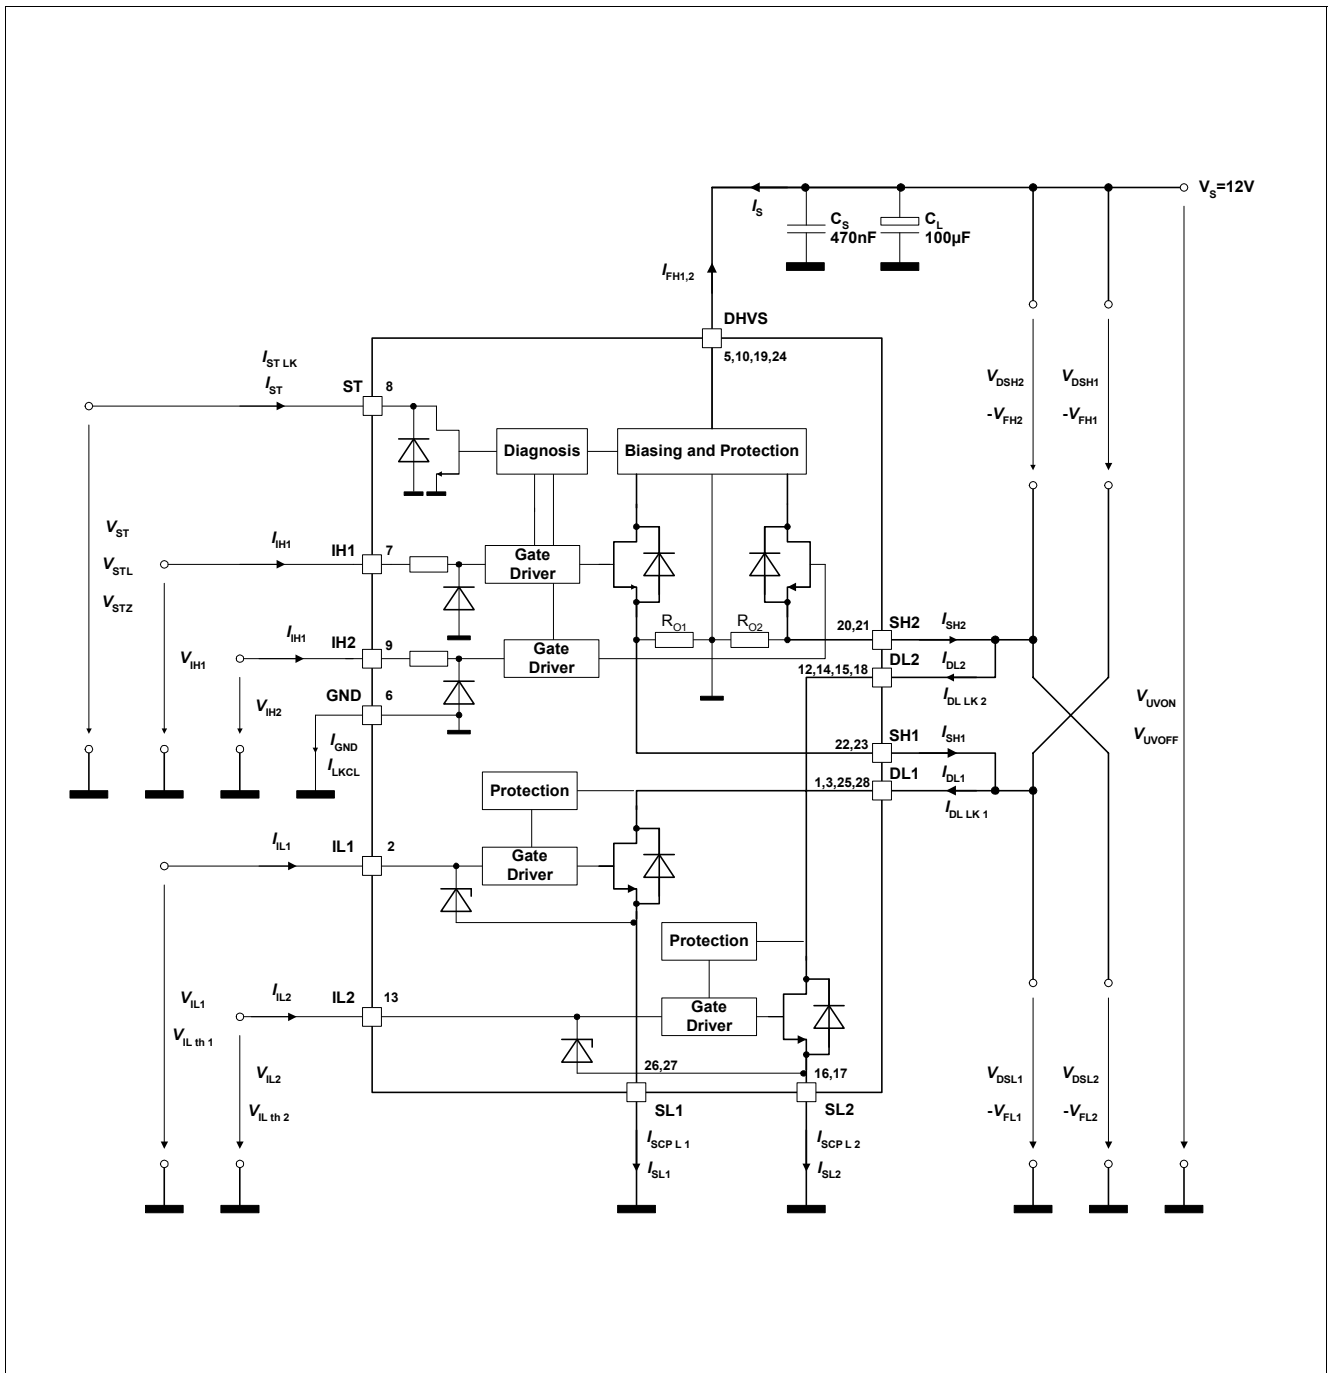 V_S=12V
I_S
C_S
470nF
C_L
100µF
I_FH1,2
DHVS
5,10,19,24
I_ST LK
I_ST
ST
8
V_DSH2
-V_FH2
V_DSH1
-V_FH1
Diagnosis
Biasing and Protection
V_ST
V_STL
V_STZ
I_IH1
IH1
7
Gate
Driver
R_O1
R_O2
20,21
SH2
I_SH2
I_IH1
IH2
9
Gate
Driver
V_IH1
DL2
I_DL2
12,14,15,18
I_DL LK 2
GND
6
V_IH2
I_GND
I_LKCL
V_UVON
V_UVOFF
SH1
I_SH1
22,23
DL1
I_DL1
1,3,25,28
I_DL LK 1
Protection
I_IL1
IL1
2
Gate
Driver
Protection
V_IL1
V_IL th 1
I_IL2
IL2
13
Gate
Driver
V_IL2
V_IL th 2
26,27
16,17
V_DSL1
-V_FL1
V_DSL2
-V_FL2
SL1
SL2
I_SCP L 1
I_SL1
I_SCP L 2
I_SL2